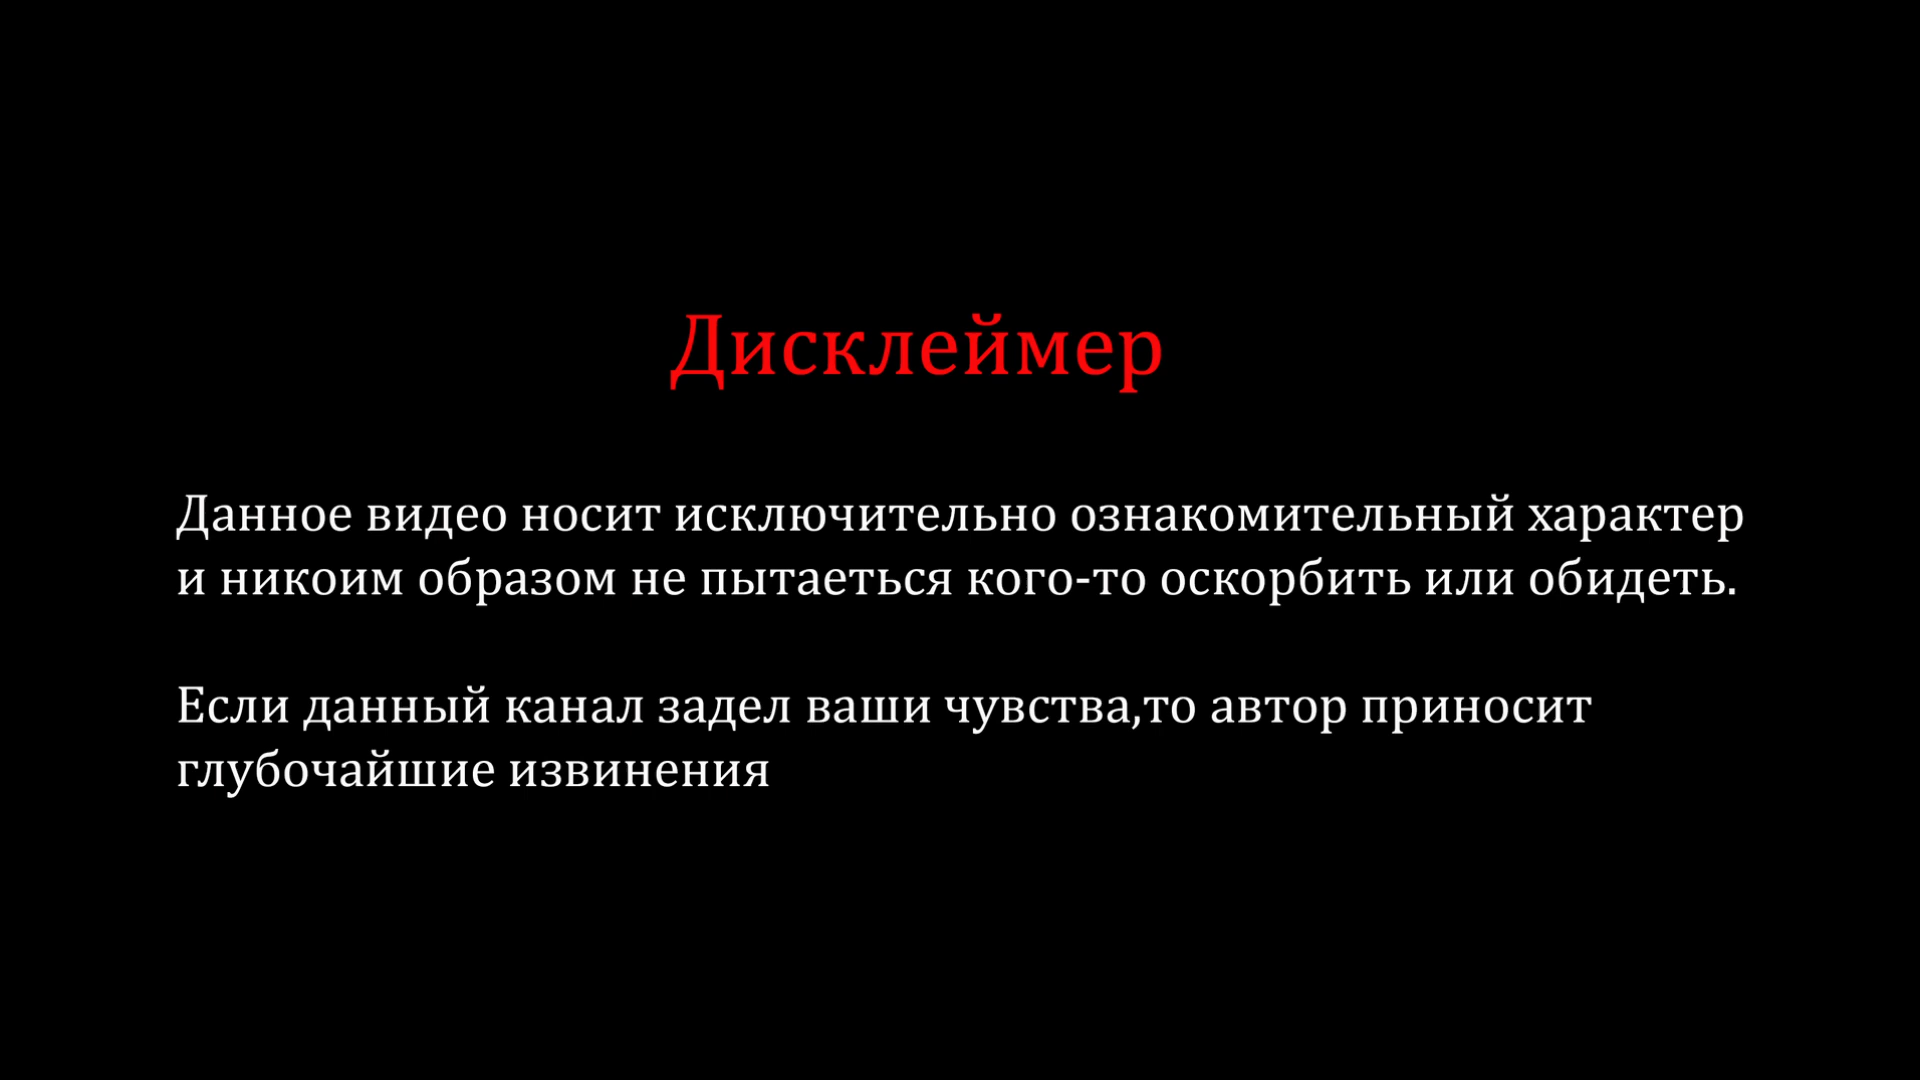 Дисклеймер
Данное видео носит исключительно ознакомительный характер
и никоим образом не пытаеться кого-то оскорбить или обидеть.
Если данный канал задел ваши чувства,то автор приносит
глубочайшие извинения